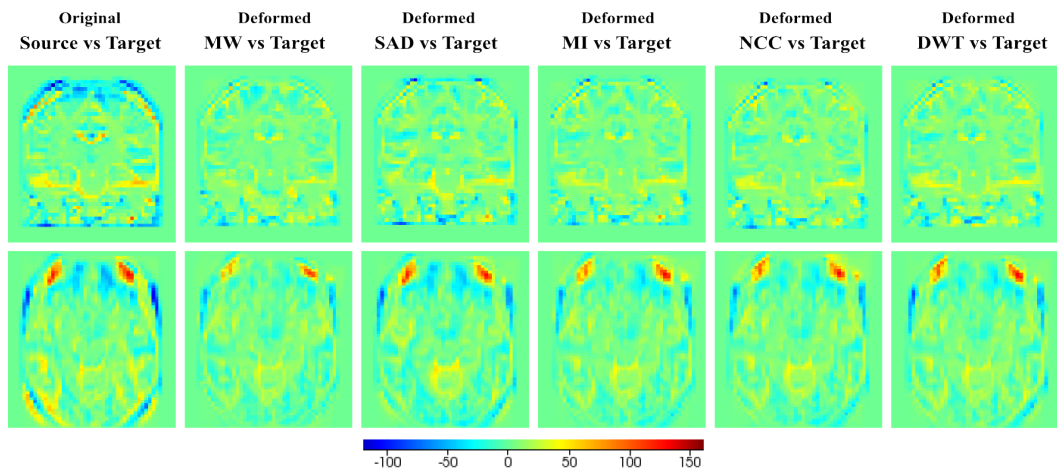 Original
Source vs Target
Deformed
MW vs Target
Deformed
SAD vs Target
Deformed
MI vs Target
Deformed
NCC vs Target
Deformed
DWT vs Target
-100 -50 0 50 100 150